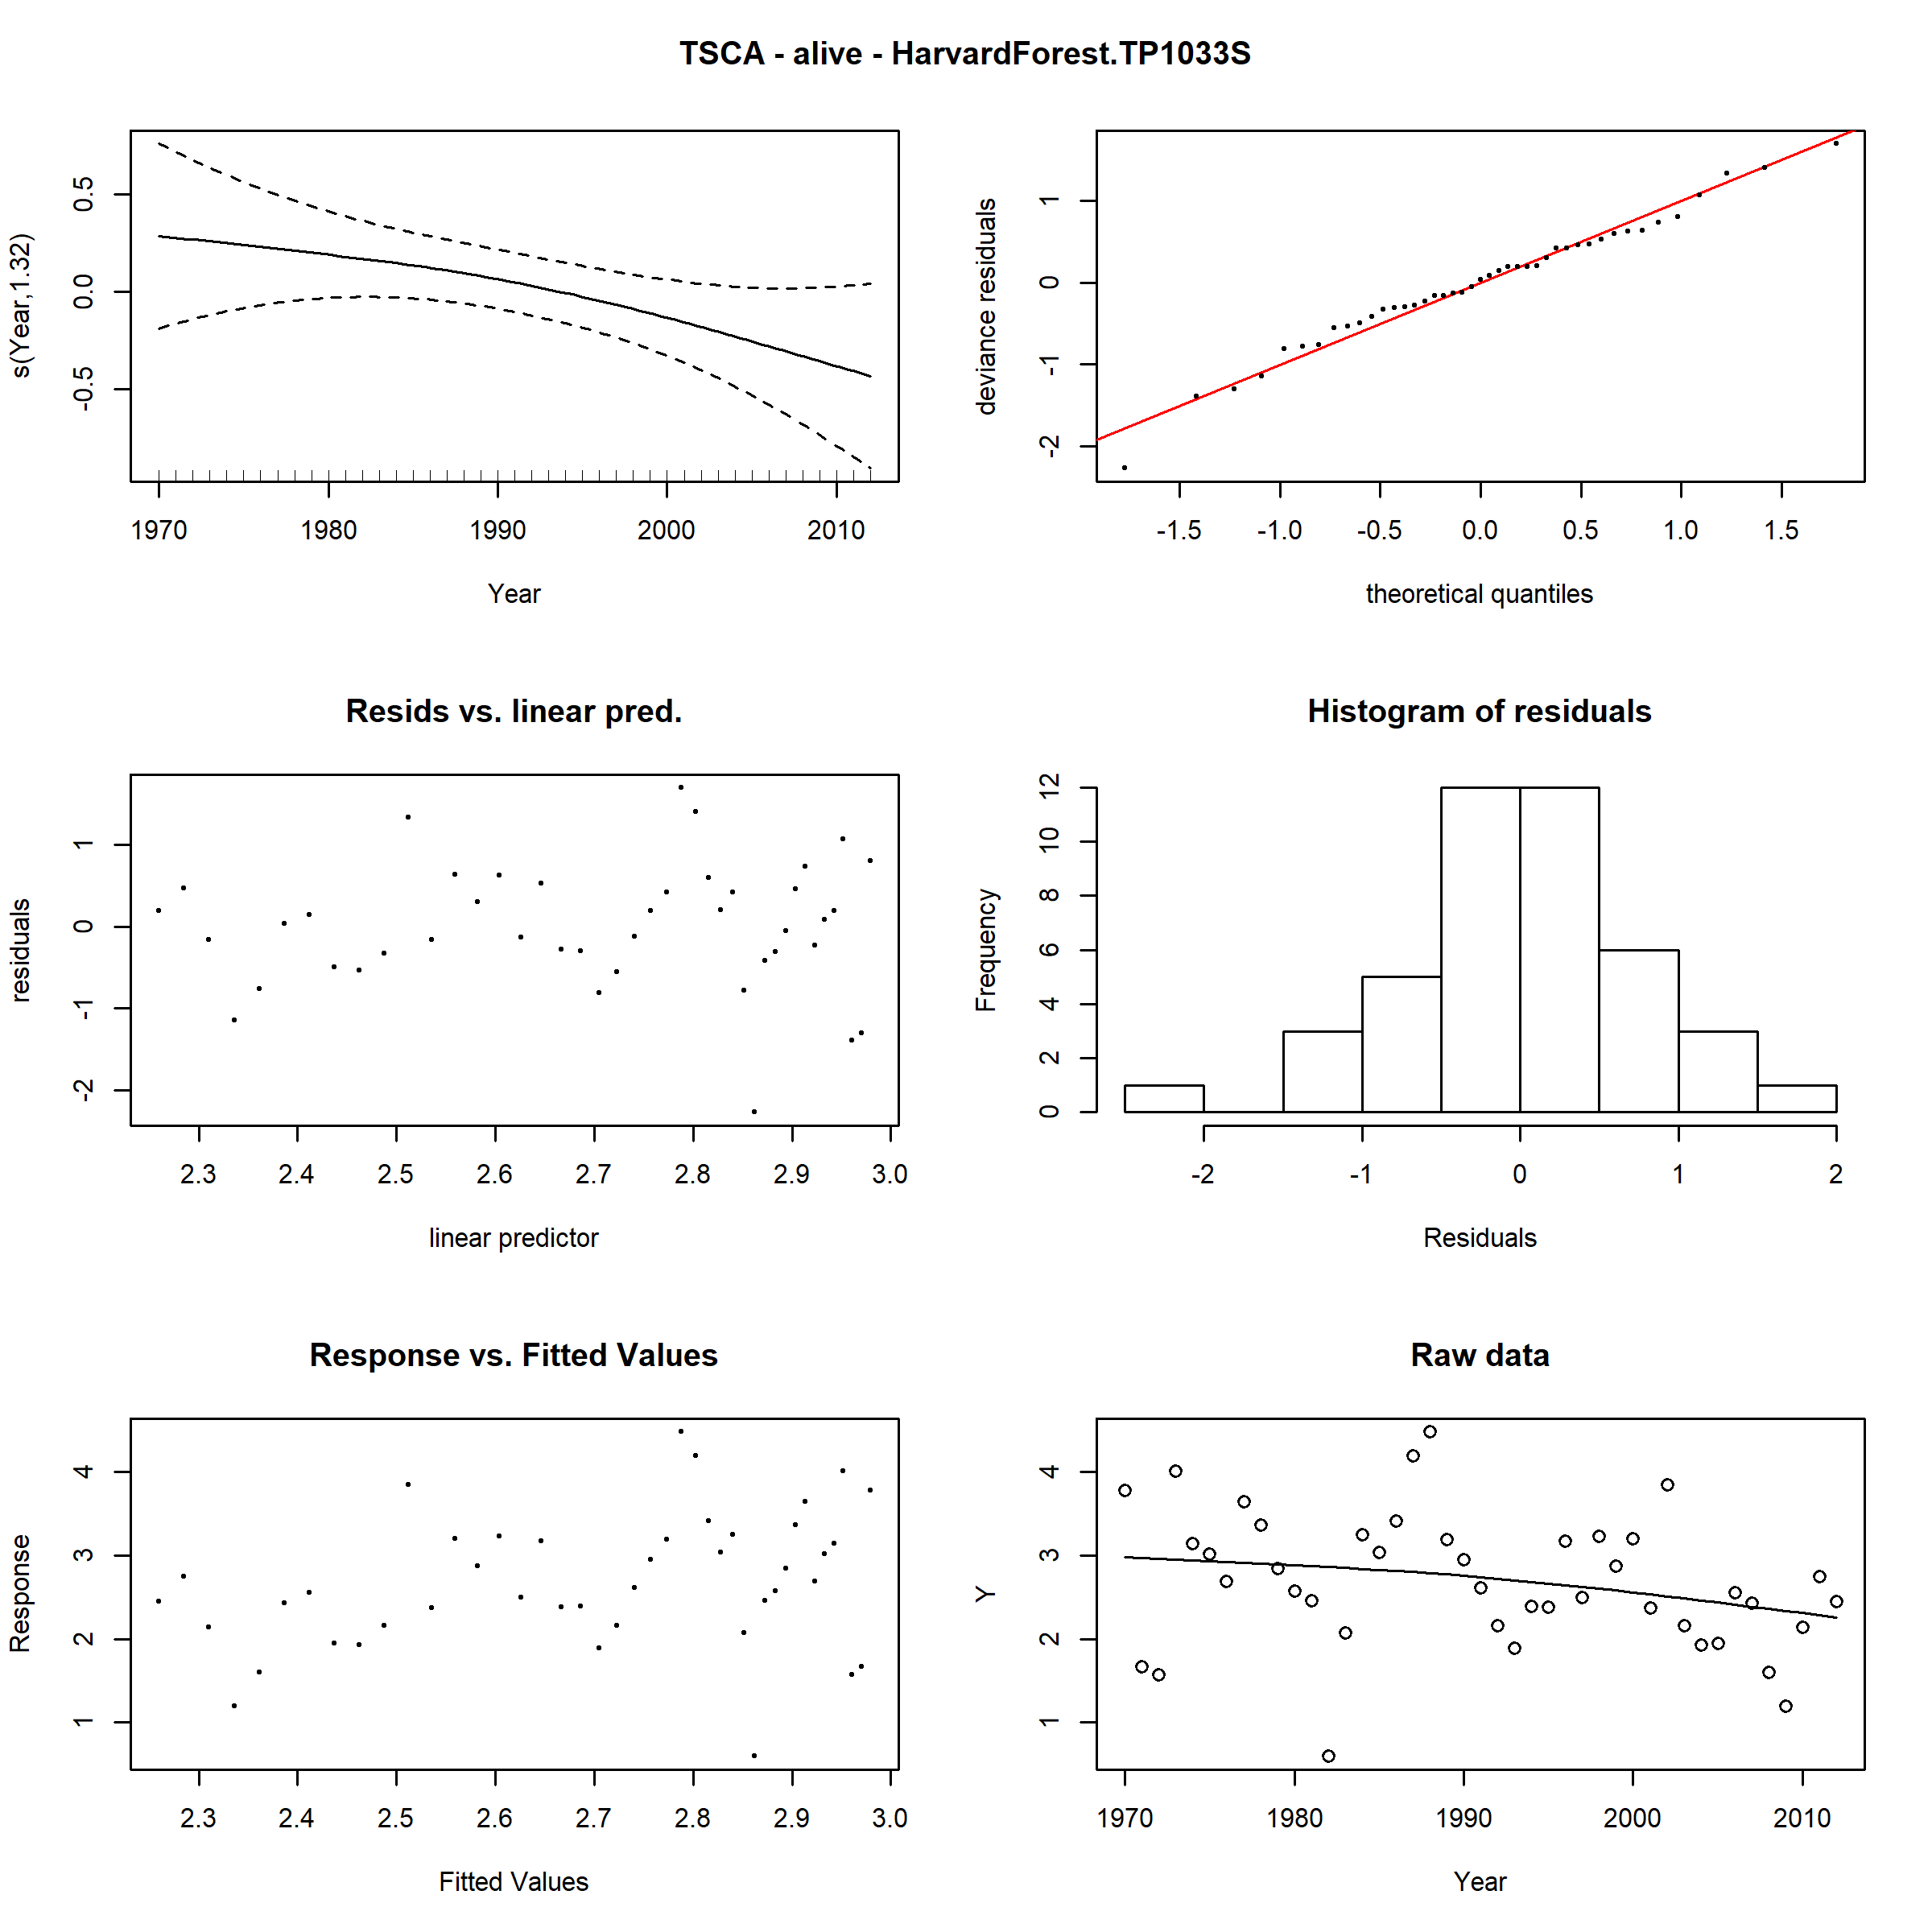 TSCA - alive - HarvardForest.TP1033S
s(Year,1.32)
0.5
0.0
-0.5
1970 1980 1990 2000 2010
Year
deviance residuals
1
0
-1
-2
-1.5 -1.0 -0.5 0.0 0.5 1.0 1.5
theoretical quantiles
Resids vs. linear pred.
residuals
1
0
-1
-2
2.3 2.4 2.5 2.6 2.7 2.8 2.9 3.0
linear predictor
Histogram of residuals
Frequency
12
10
8
6
4
2
0
-2 -1 0 1 2
Residuals
Response vs. Fitted Values
Response
4
3
2
1
2.3 2.4 2.5 2.6 2.7 2.8 2.9 3.0
Fitted Values
Raw data
Y
4
3
2
1
1970 1980 1990 2000 2010
Year